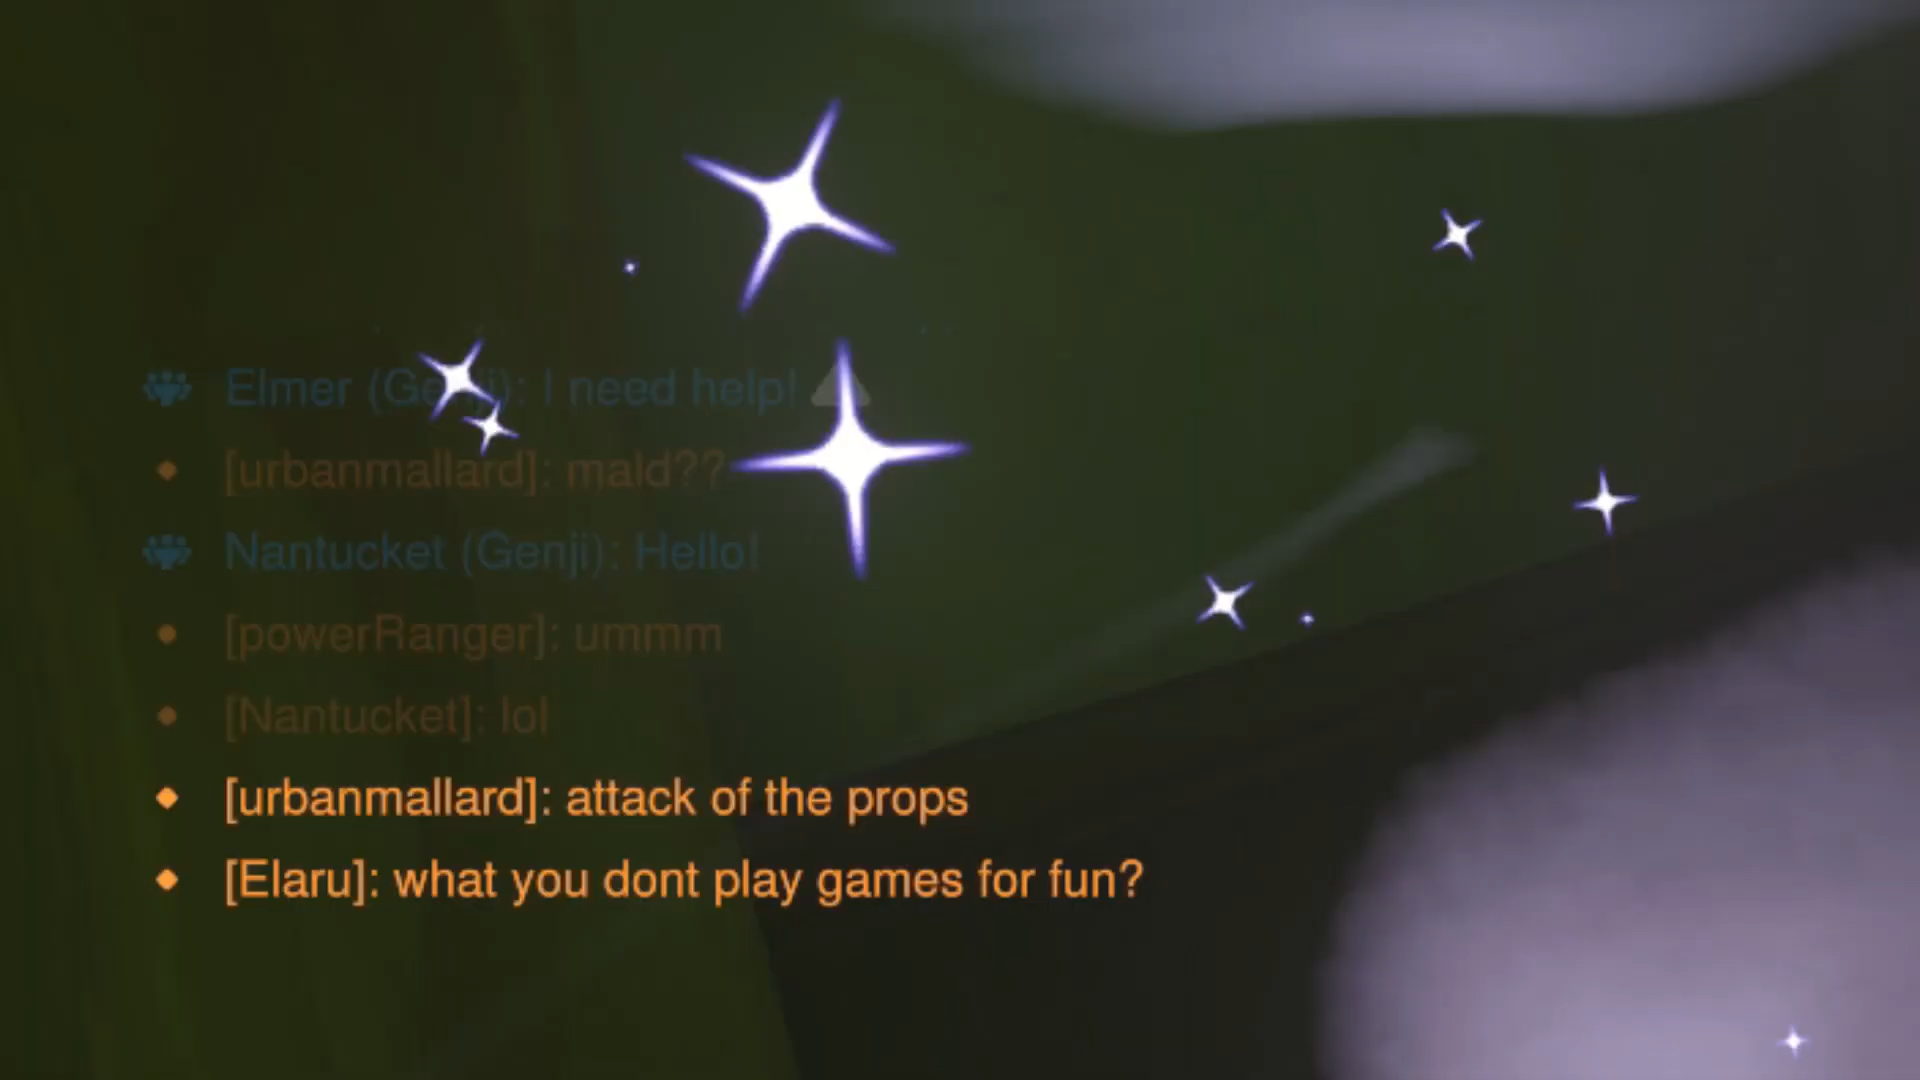 Elmer (Genji): I need help!
[urbanmallard]: mald??
Nantucket (Genji): Hello!
[powerRanger]: ummm
[Nantucket]: lol
[urbanmallard]: attack of the props
[Elaru]: what you dont play games for fun?